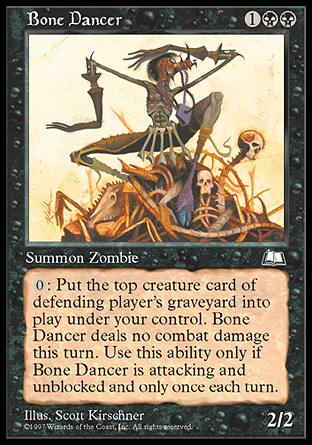 Bone Dancer 1
Summon Zombie
0: Put the top creature card of
defending player's graveyard into
play under your control. Bone
Dancer deals no combat damage
this turn. Use this ability only if
Bone Dancer is attacking and
unblocked and only once each turn.
Illus. Scott Kirschner
©1997 Wizards of the Coast, Inc. All rights reserved.
2/2